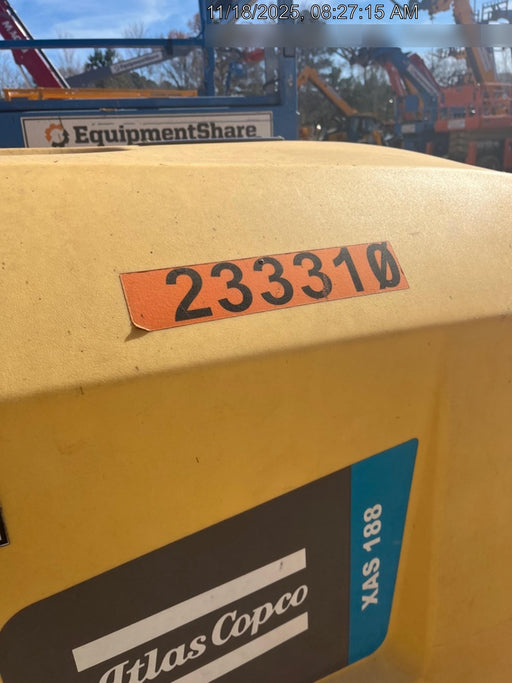 11/18/2025, 08:27:15 AM
EquipmentShare
233310
XAS 188
Atlas Copco